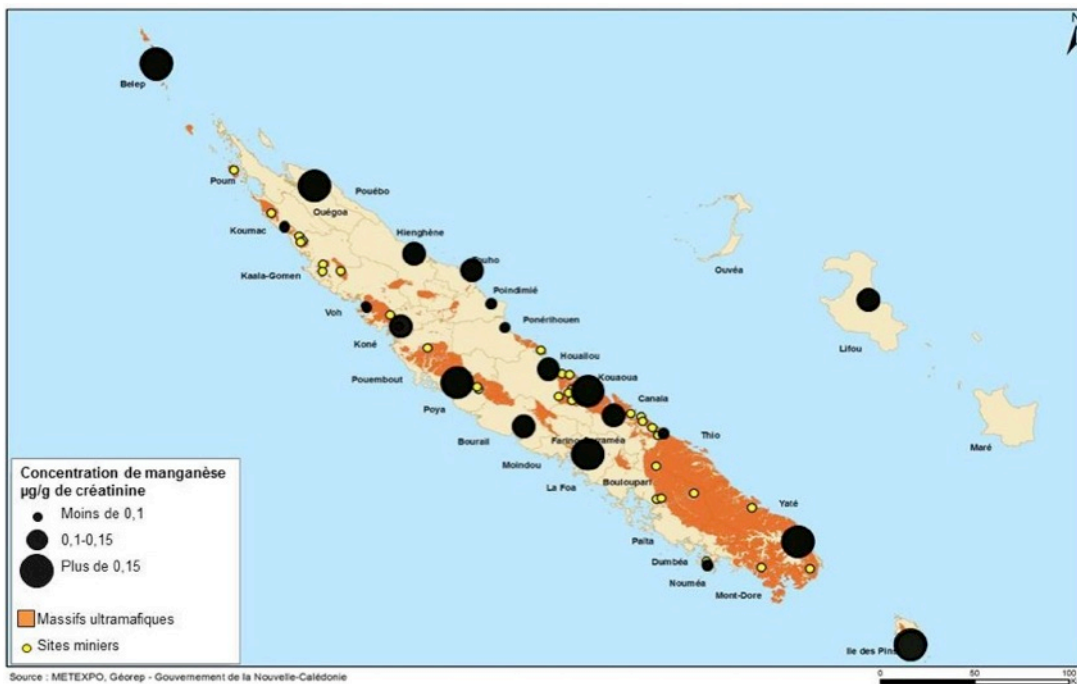 N
Belep
Poum
Pouébo
Ouégoa
Koumac
Hienghène
Touho
Kaala-Gomen
Ouvéa
Poindimié
Voh
Ponérihouen
Lifou
Koné
Houaïlou
Pouembout
Kouaoua
Poya
Canala
Maré
Bourail
Farino Sarraméa
Thio
Moindou
La Foa
Bouloupari
Yaté
Païta
Dumbéa
Nouméa
Mont-Dore
Ile des Pins
Concentration de manganèse
µg/g de créatinine
Moins de 0,1
0,1-0,15
Plus de 0,15
Massifs ultramafiques
Sites miniers
Source : METEXPO, Géorep - Gouvernement de la Nouvelle-Calédonie
0 50 100